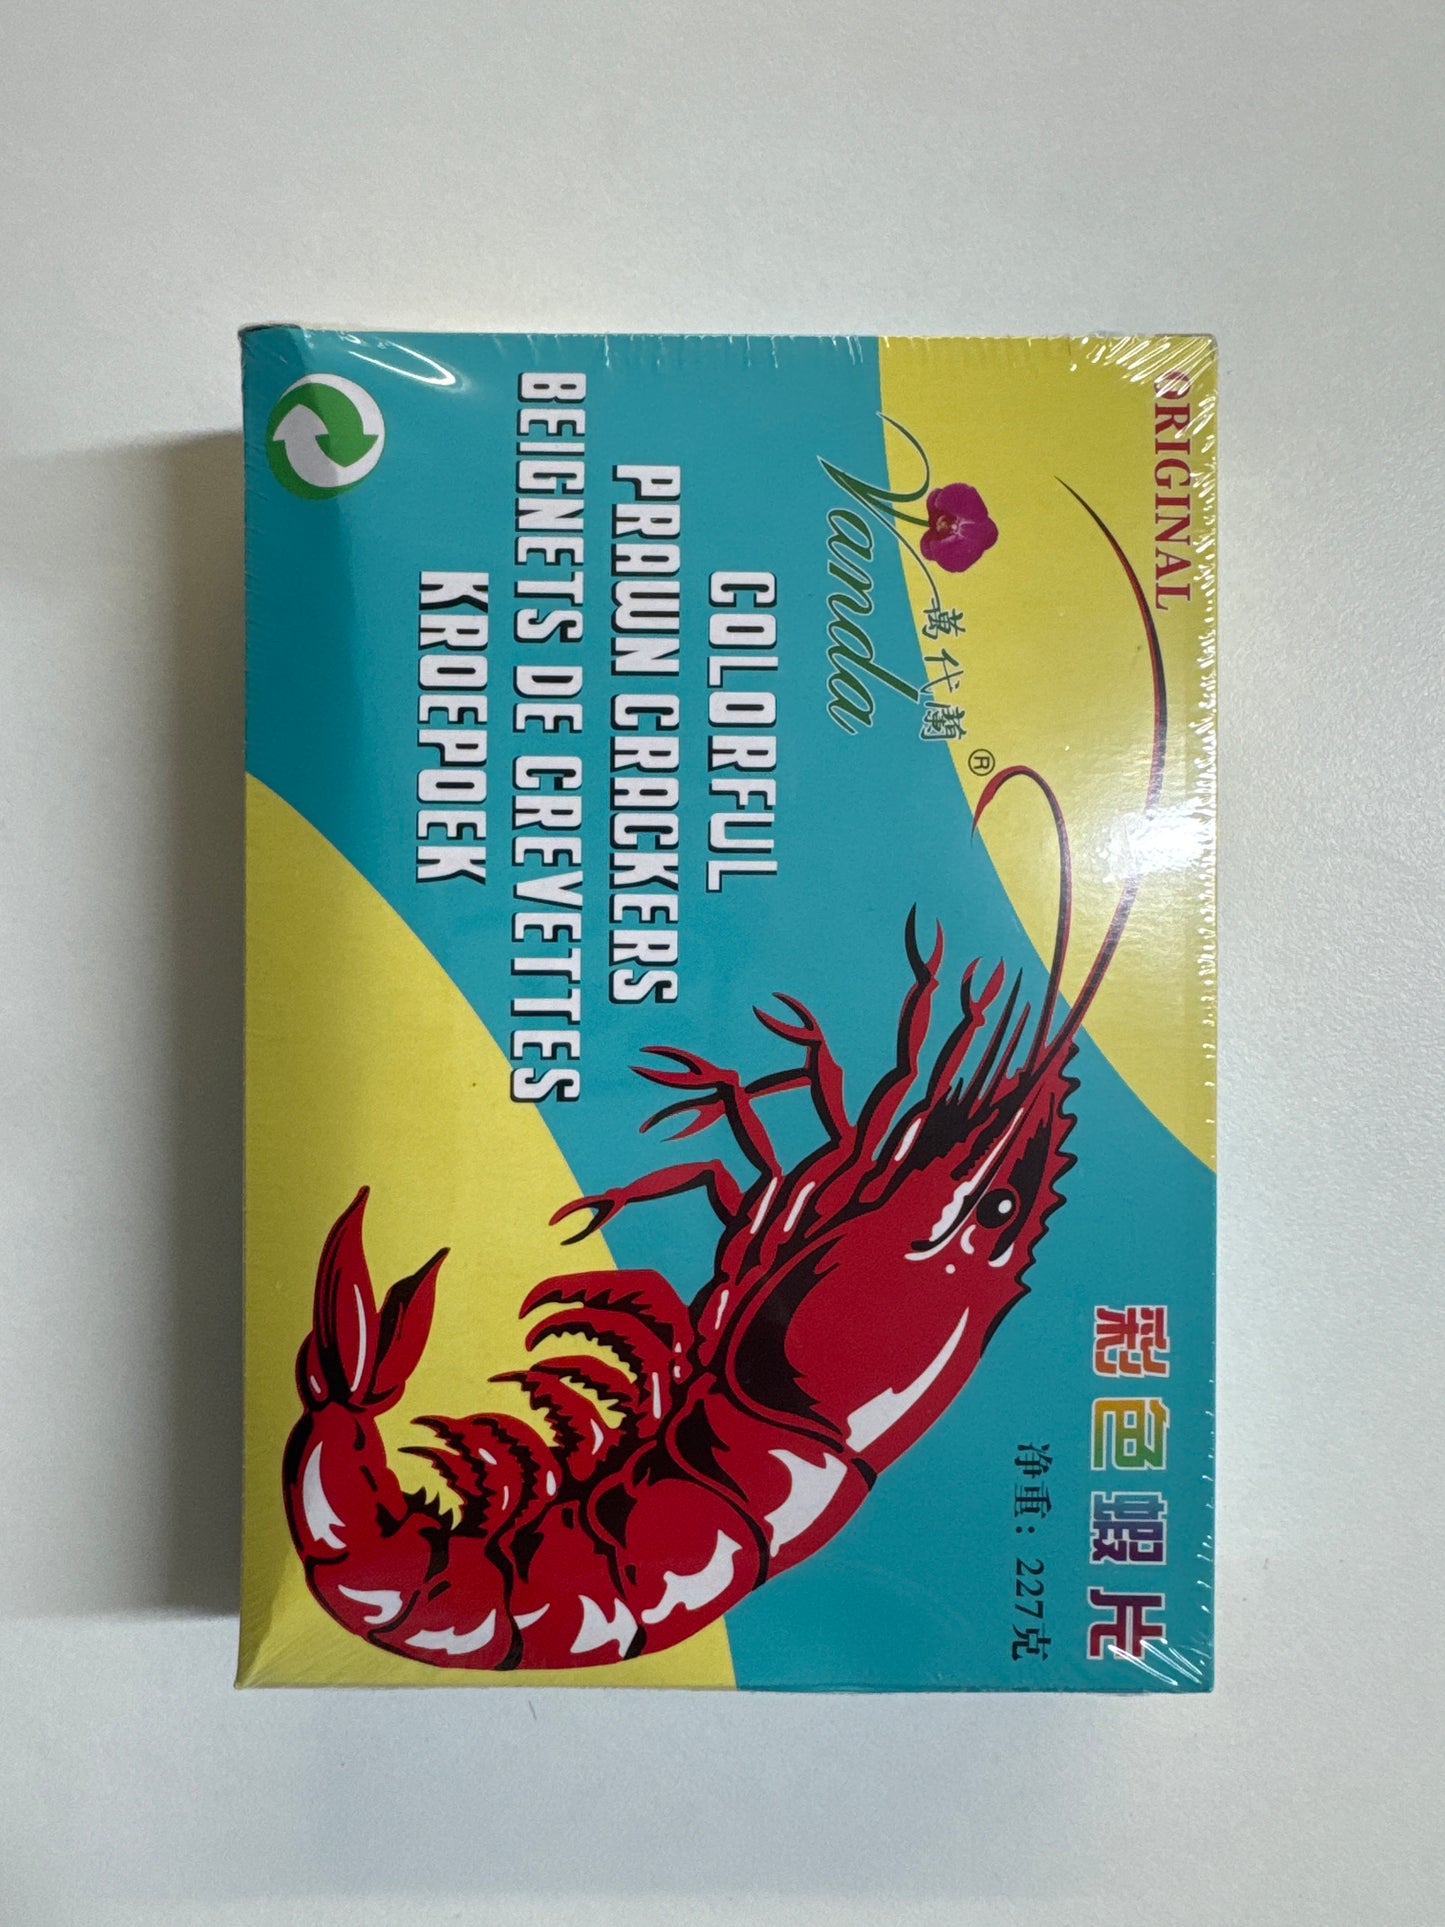 ORIGINAL
彩色蝦片
Vanda
萬代蘭
®
净重：227克
COLORFUL
PRAWN CRACKERS
BEIGNETS DE CREVETTES
KROEPOEK